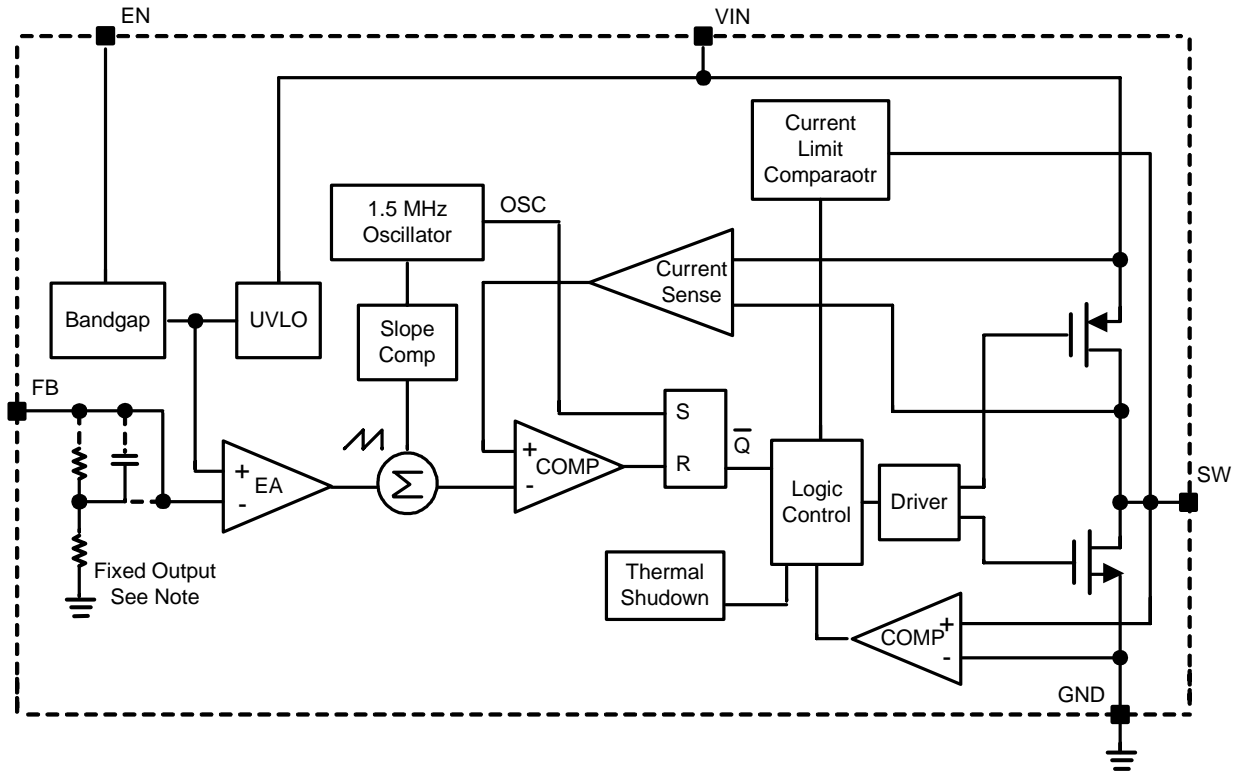 EN
VIN
Current
Limit
Comparaotr
1.5 MHz
Oscillator
OSC
Current
Sense
Bandgap
UVLO
Slope
Comp
FB
S
R
Q̅
+
-
EA
Σ
+
-
COMP
Logic
Control
Driver
SW
Fixed Output
See Note
Thermal
Shudown
COMP
+
-
GND